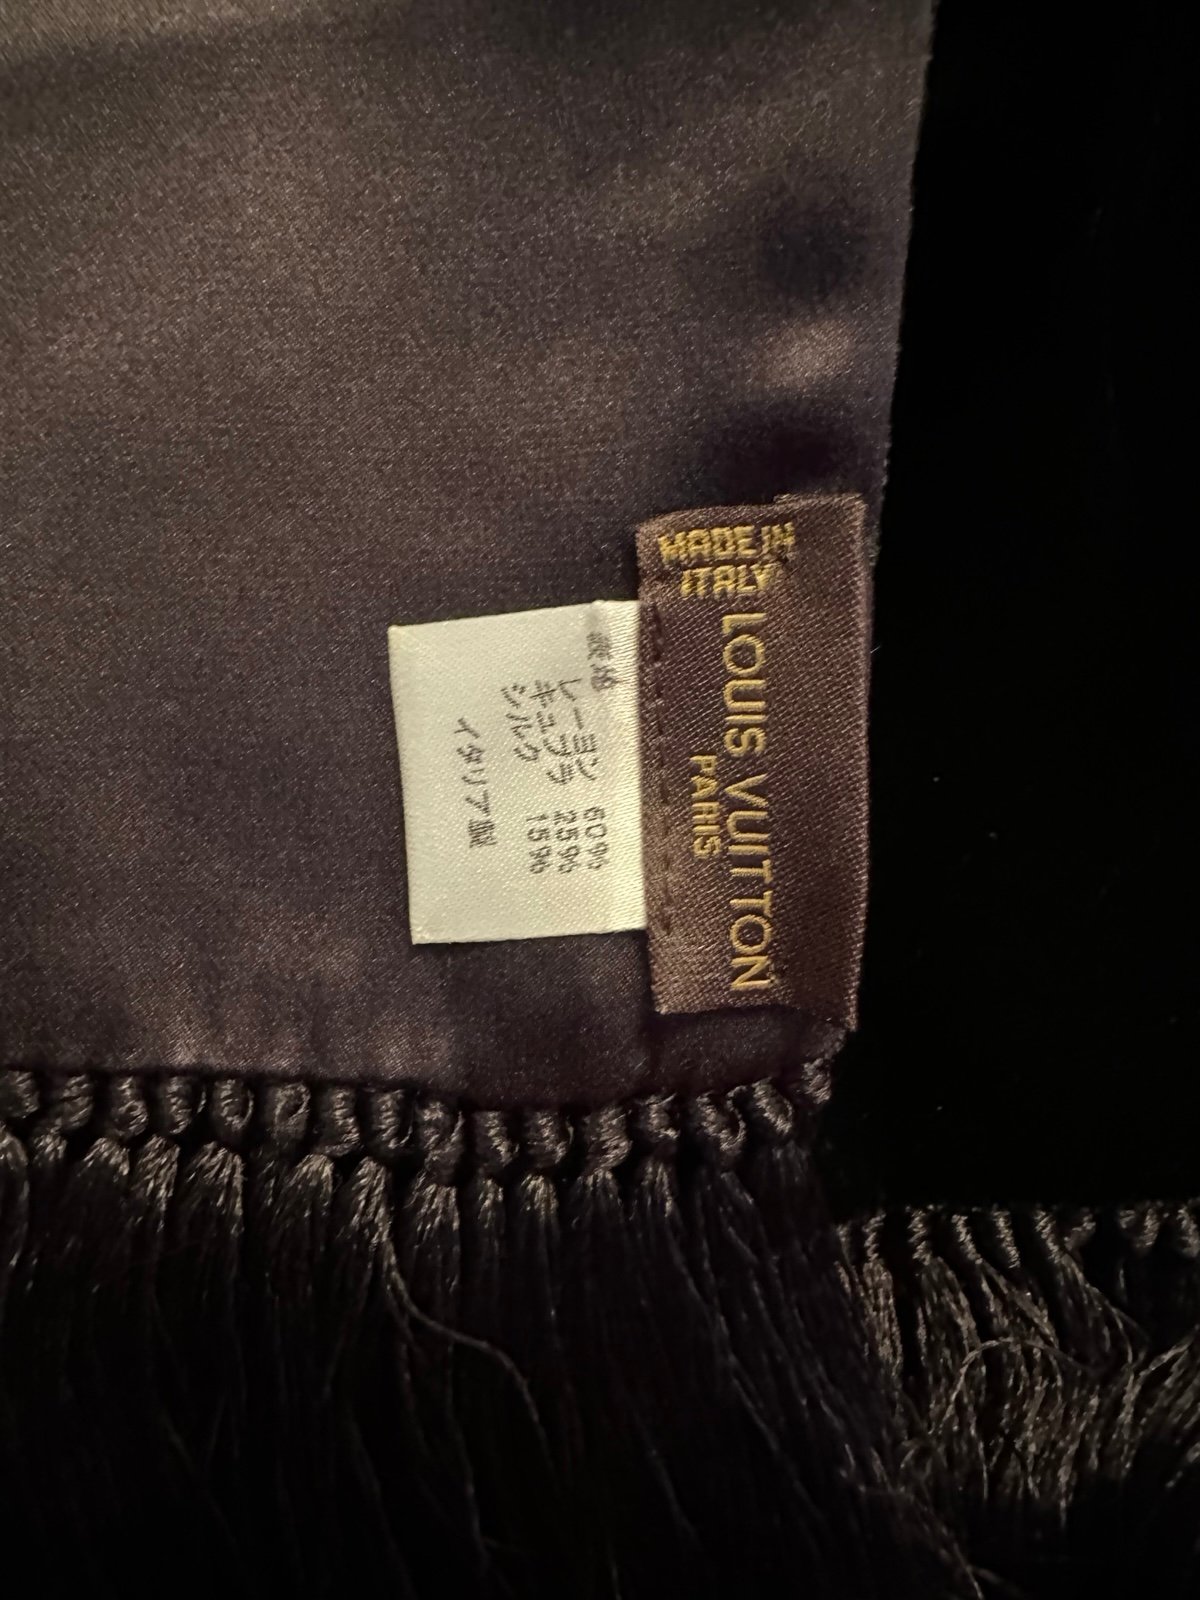 MADE IN
ITALY
LOUIS VUITTON
PARIS
レーヨン 60%
キュプラ 25%
シルク 15%
イタリア製